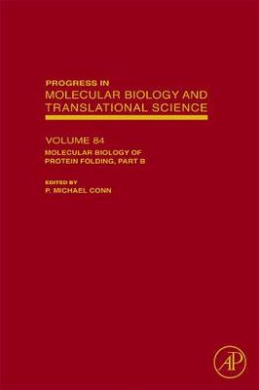 PROGRESS IN
MOLECULAR BIOLOGY AND
TRANSLATIONAL SCIENCE
VOLUME 84
MOLECULAR BIOLOGY OF
PROTEIN FOLDING, PART B
EDITED BY
P. MICHAEL CONN
AP